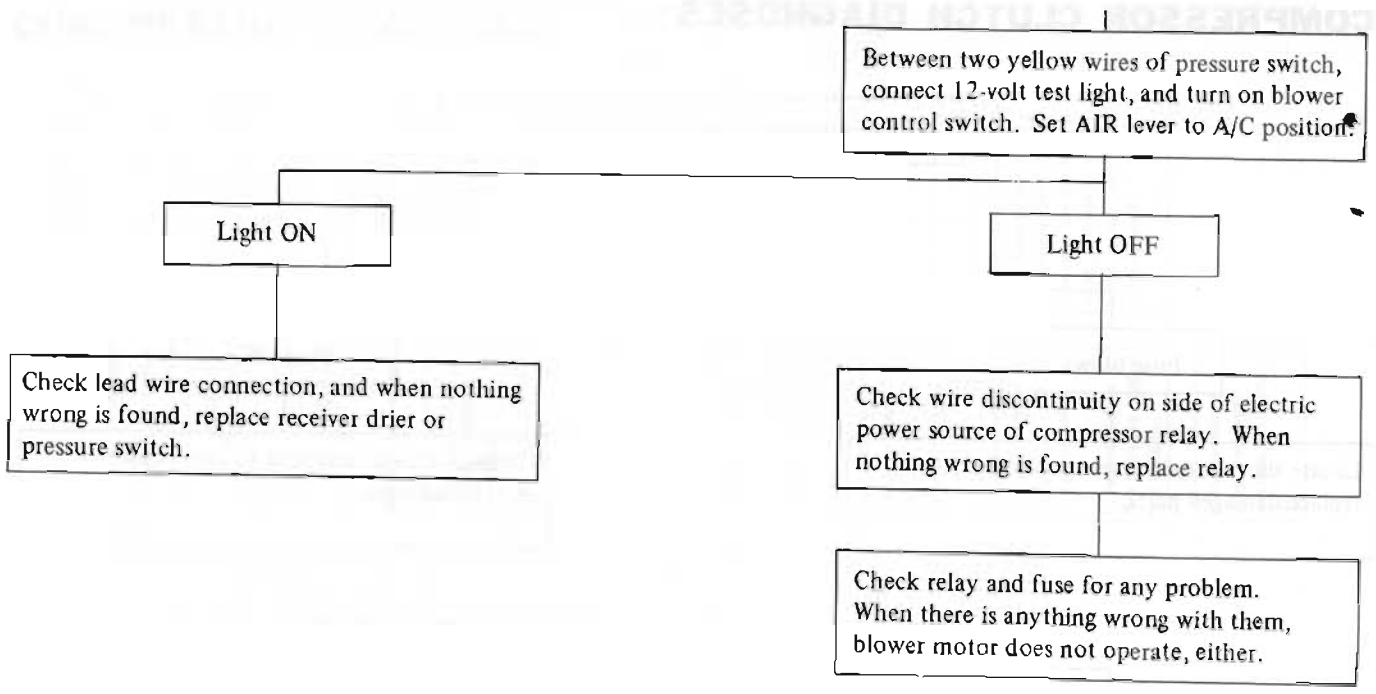 COMPRESSOR CLUTCH DIAGNOSES
Between two yellow wires of pressure switch,
connect 12-volt test light, and turn on blower
control switch. Set AIR lever to A/C position.
Light ON
Light OFF
Check lead wire connection, and when nothing
wrong is found, replace receiver drier or
pressure switch.
Check wire discontinuity on side of electric
power source of compressor relay. When
nothing wrong is found, replace relay.
Check relay and fuse for any problem.
When there is anything wrong with them,
blower motor does not operate, either.